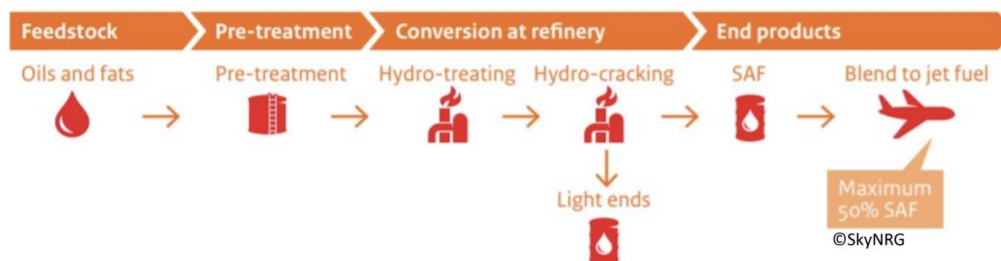 Feedstock
Pre-treatment
Conversion at refinery
End products
Oils and fats
Pre-treatment
Hydro-treating
Hydro-cracking
SAF
Blend to jet fuel
Light ends
Maximum
50% SAF
©SkyNRG